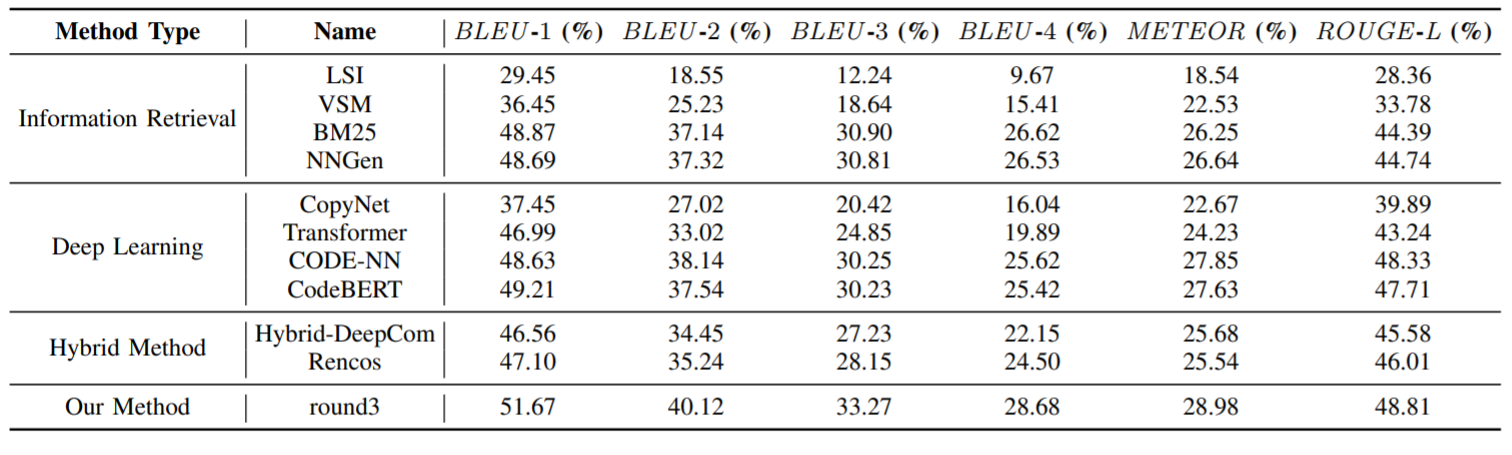 Method Type Name BLEU-1 (%) BLEU-2 (%) BLEU-3 (%) BLEU-4 (%) METEOR (%) ROUGE-L (%)
LSI 29.45 18.55 12.24 9.67 18.54 28.36
VSM 36.45 25.23 18.64 15.41 22.53 33.78
Information Retrieval
BM25 48.87 37.14 30.90 26.62 26.25 44.39
NNGen 48.69 37.32 30.81 26.53 26.64 44.74
CopyNet 37.45 27.02 20.42 16.04 22.67 39.89
Transformer 46.99 33.02 24.85 19.89 24.23 43.24
Deep Learning
CODE-NN 48.63 38.14 30.25 25.62 27.85 48.33
CodeBERT 49.21 37.54 30.23 25.42 27.63 47.71
Hybrid-DeepCom 46.56 34.45 27.23 22.15 25.68 45.58
Hybrid Method
Rencos 47.10 35.24 28.15 24.50 25.54 46.01
Our Method round3 51.67 40.12 33.27 28.68 28.98 48.81